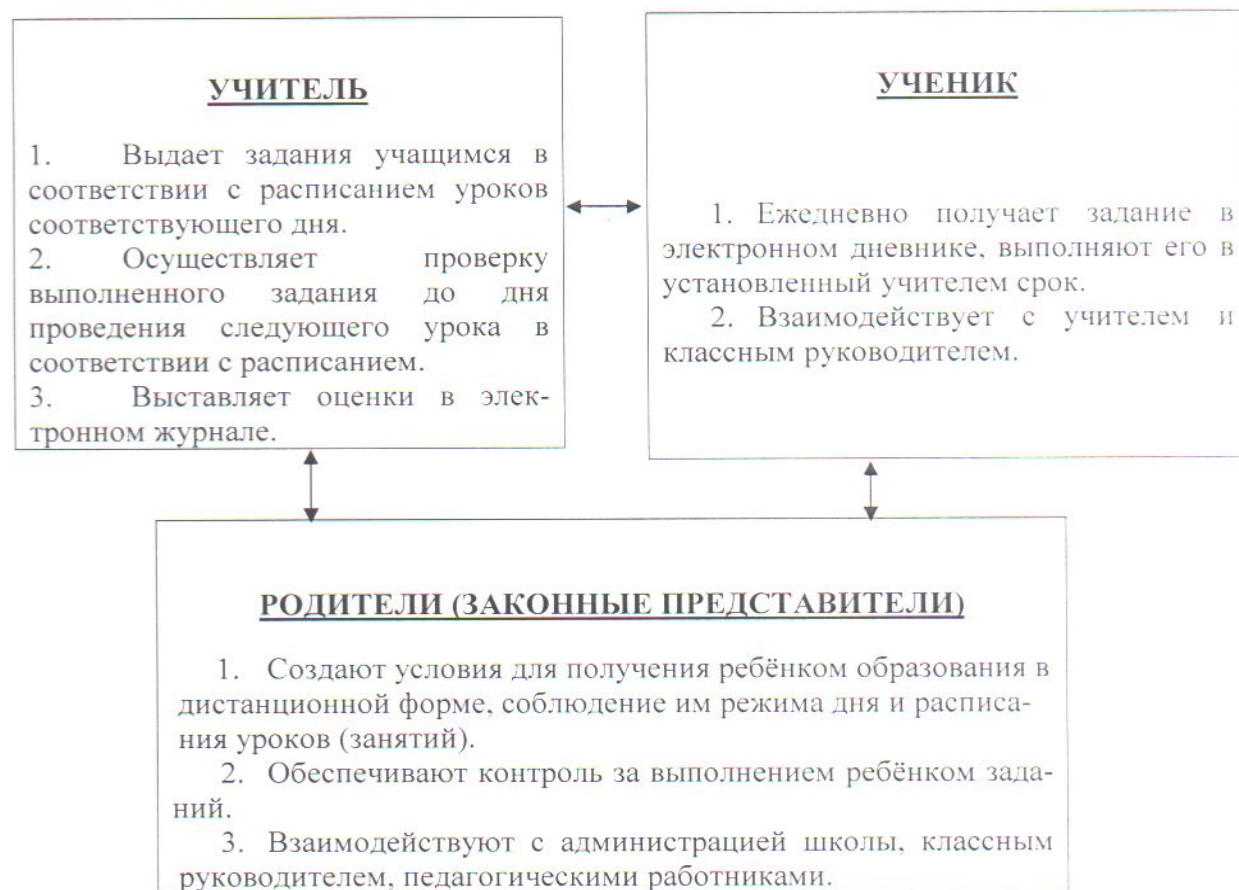 УЧИТЕЛЬ
1. Выдает задания учащимся в
соответствии с расписанием уроков
соответствующего дня.
2. Осуществляет проверку
выполненного задания до дня
проведения следующего урока в
соответствии с расписанием.
3. Выставляет оценки в элек-
тронном журнале.
УЧЕНИК
1. Ежедневно получает задание в
электронном дневнике, выполняют его в
установленный учителем срок.
2. Взаимодействует с учителем и
классным руководителем.
РОДИТЕЛИ (ЗАКОННЫЕ ПРЕДСТАВИТЕЛИ)
1. Создают условия для получения ребёнком образования в
дистанционной форме, соблюдение им режима дня и расписа-
ния уроков (занятий).
2. Обеспечивают контроль за выполнением ребёнком зада-
ний.
3. Взаимодействуют с администрацией школы, классным
руководителем, педагогическими работниками.